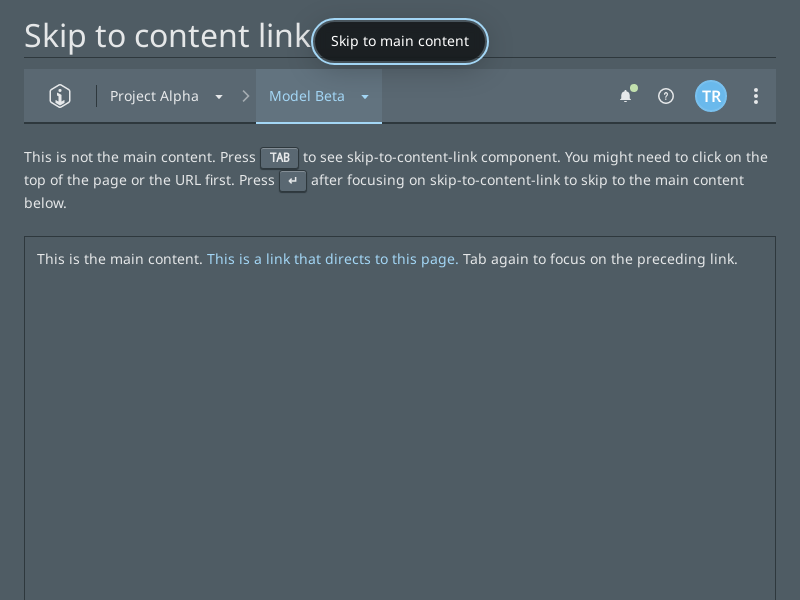 Skip to content link
Skip to main content
Project Alpha
Model Beta
TR
This is not the main content. Press TAB to see skip-to-content-link component. You might need to click on the
top of the page or the URL first. Press ↵ after focusing on skip-to-content-link to skip to the main content
below.
This is the main content. This is a link that directs to this page. Tab again to focus on the preceding link.